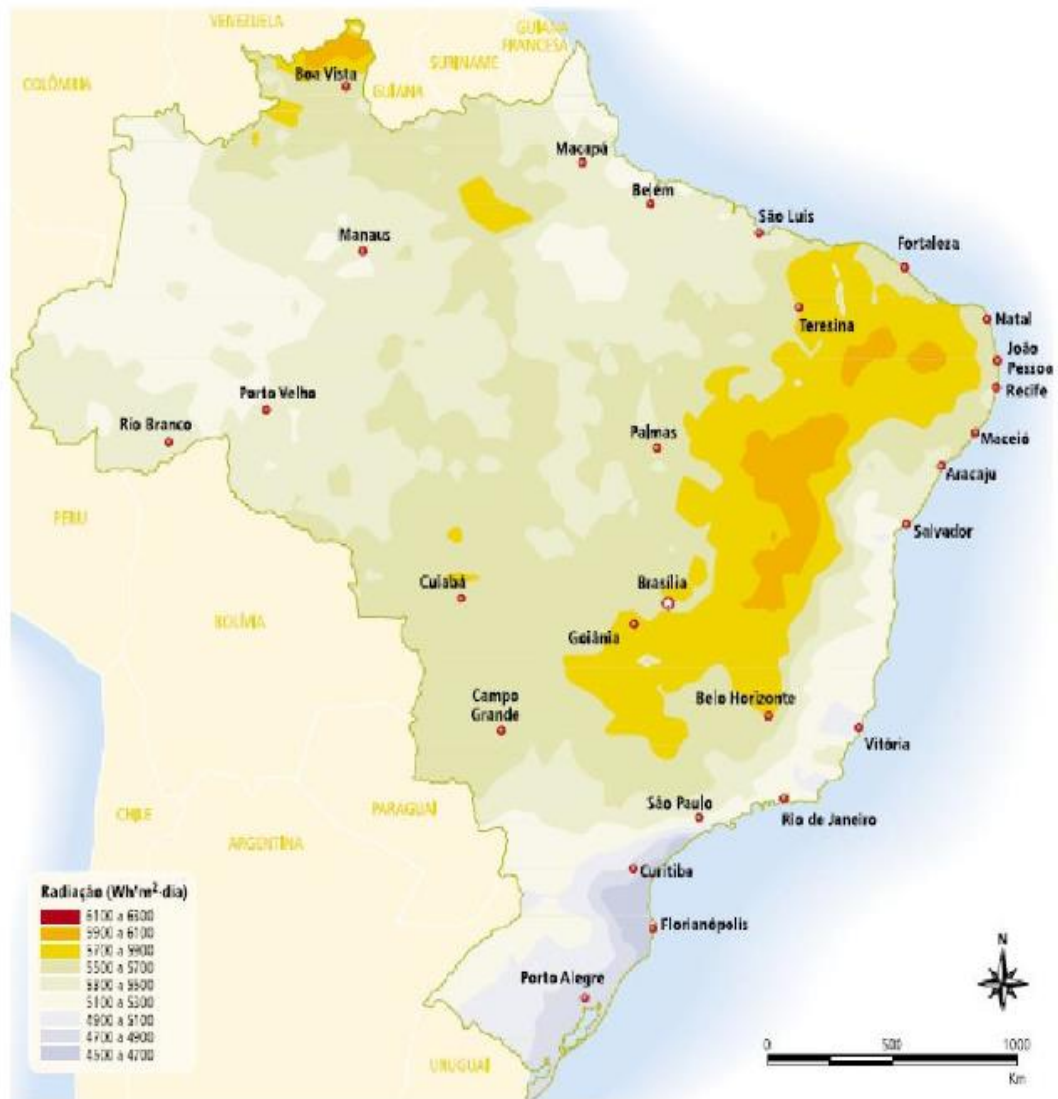 VENEZUELA
GUIANA
FRANCESA
SURINAME
COLÔMBIA
GUIANA
Boa Vista
Macapá
Belém
São Luis
Fortaleza
Manaus
Teresina
Natal
João
Pessoa
Recife
Porto Velho
Rio Branco
Palmas
Maceió
Aracaju
PERU
Salvador
Cuiabá
Brasília
BOLÍVIA
Goiânia
Campo
Grande
Belo Horizonte
Vitória
CHILE
PARAGUAI
São Paulo
Rio de Janeiro
ARGENTINA
Curitiba
Florianópolis
Porto Alegre
URUGUAI
Radiação (Wh/m²·dia)
6100 a 6300
5900 a 6100
5700 a 5900
5500 a 5700
5300 a 5500
5100 a 5300
4900 a 5100
4700 a 4900
4500 a 4700
N
0 500 1000
Km